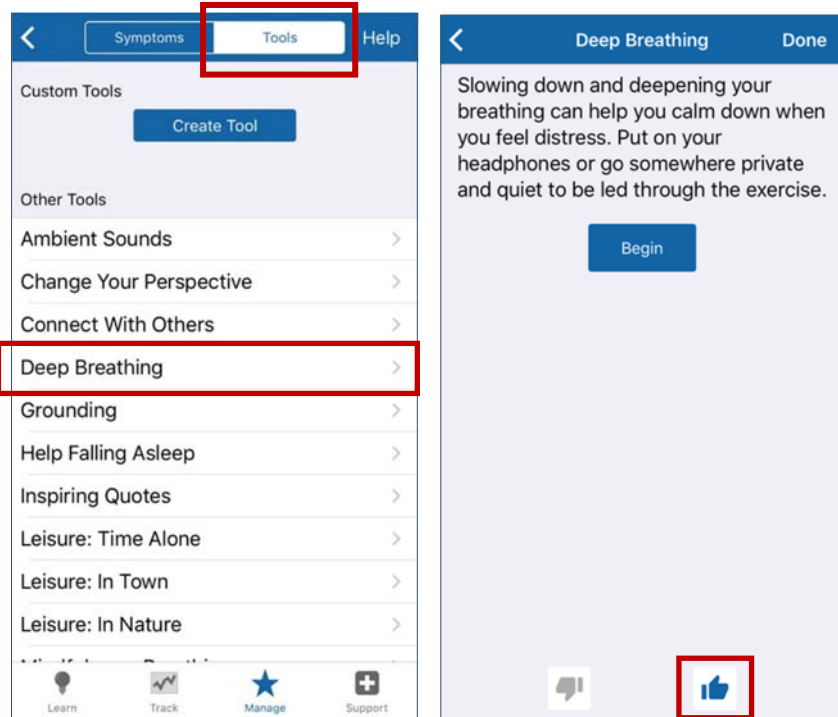 Symptoms
Tools
Help
Custom Tools
Create Tool
Other Tools
Ambient Sounds
Change Your Perspective
Connect With Others
Deep Breathing
Grounding
Help Falling Asleep
Inspiring Quotes
Leisure: Time Alone
Leisure: In Town
Leisure: In Nature
Learn
Track
Manage
Support
Deep Breathing
Done
Slowing down and deepening your
breathing can help you calm down when
you feel distress. Put on your
headphones or go somewhere private
and quiet to be led through the exercise.
Begin